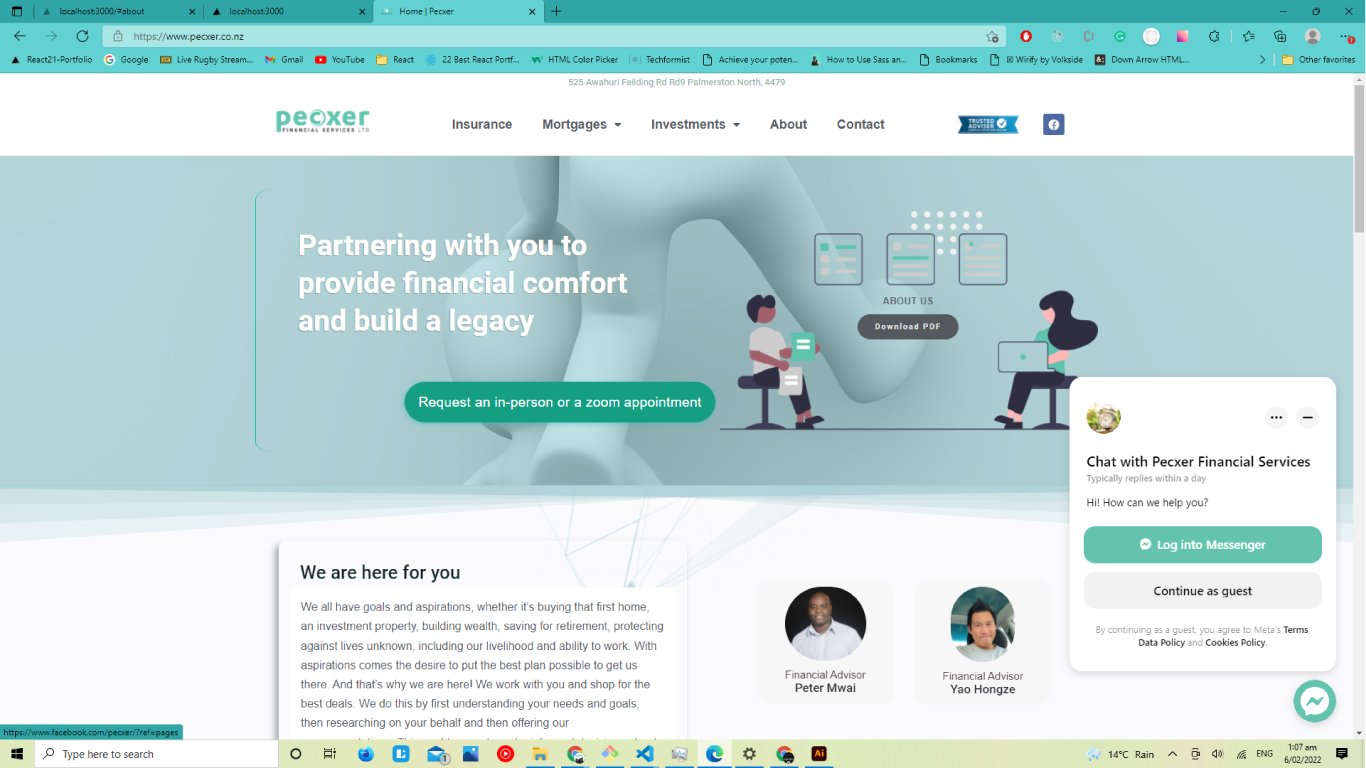 localhost:3000/#about
localhost:3000
Home | Pecxer
https://www.pecxer.co.nz
React21-Portfolio
Google
Live Rugby Stream...
Gmail
YouTube
React
22 Best React Portf...
HTML Color Picker
Techformist
Achieve your poten...
How to Use Sass an...
Bookmarks
Wirify by Volkside
Down Arrow HTML...
Other favorites
525 Awahuri Feilding Rd Rd9 Palmerston North, 4479
pecxer
FINANCIAL SERVICES LTD
Insurance
Mortgages
Investments
About
Contact
TRUSTED
ADVISER
Partnering with you to
provide financial comfort
and build a legacy
ABOUT US
Download PDF
Request an in-person or a zoom appointment
Chat with Pecxer Financial Services
Typically replies within a day
Hi! How can we help you?
Log into Messenger
Continue as guest
By continuing as a guest, you agree to Meta's Terms,
Data Policy and Cookies Policy.
We are here for you
We all have goals and aspirations, whether it's buying that first home,
an investment property, building wealth, saving for retirement, protecting
against lives unknown, including our livelihood and ability to work. With
aspirations comes the desire to put the best plan possible to get us
there. And that's why we are here! We work with you and shop for the
best deals. We do this by first understanding your needs and goals,
then researching on your behalf and then offering our
Financial Advisor
Peter Mwai
Financial Advisor
Yao Hongze
https://www.facebook.com/pecxer/?ref=pages
Type here to search
14°C Rain
ENG
1:07 am
6/02/2022